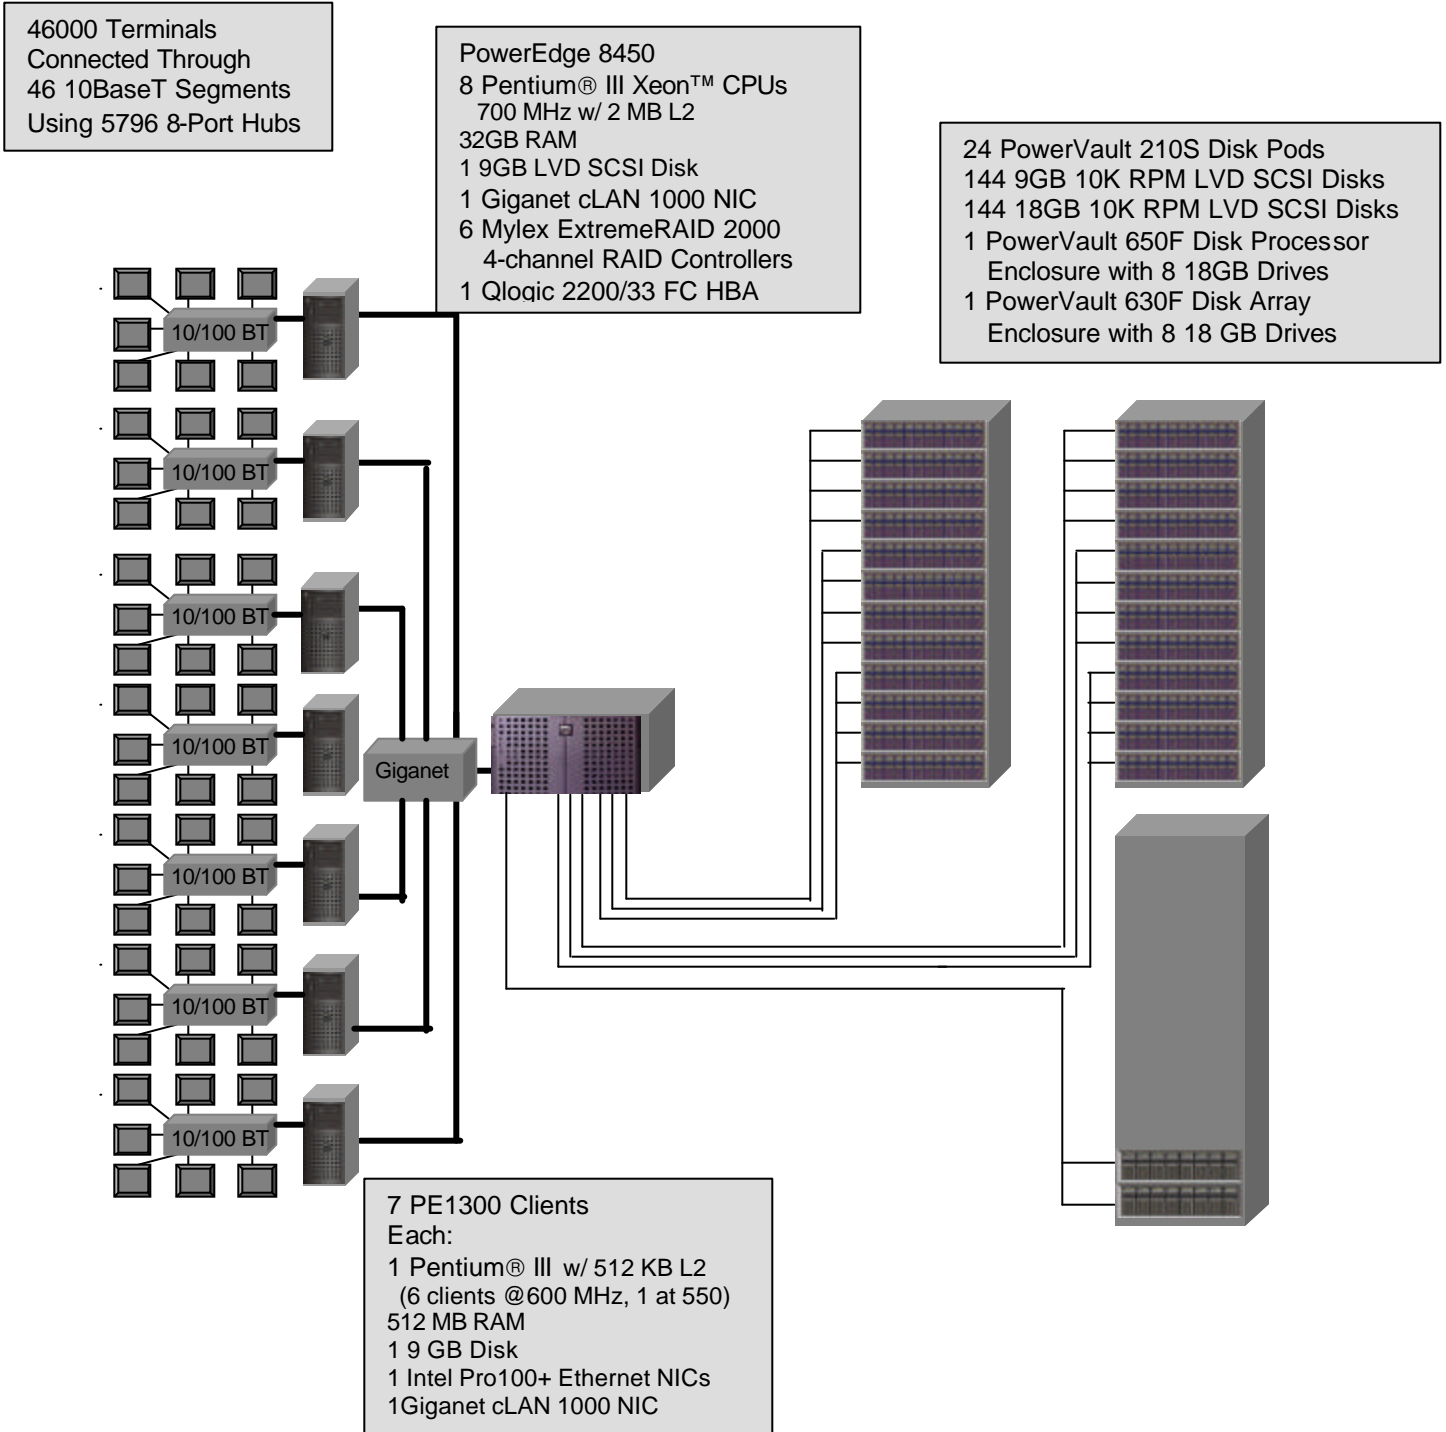 46000 Terminals
Connected Through
46 10BaseT Segments
Using 5796 8-Port Hubs
PowerEdge 8450
8 Pentium® III Xeon™ CPUs
700 MHz w/ 2 MB L2
32GB RAM
1 9GB LVD SCSI Disk
1 Giganet cLAN 1000 NIC
6 Mylex ExtremeRAID 2000
4-channel RAID Controllers
1 Qlogic 2200/33 FC HBA
24 PowerVault 210S Disk Pods
144 9GB 10K RPM LVD SCSI Disks
144 18GB 10K RPM LVD SCSI Disks
1 PowerVault 650F Disk Processor
Enclosure with 8 18GB Drives
1 PowerVault 630F Disk Array
Enclosure with 8 18 GB Drives
10/100 BT
10/100 BT
10/100 BT
10/100 BT
Giganet
10/100 BT
10/100 BT
10/100 BT
7 PE1300 Clients
Each:
1 Pentium® III w/ 512 KB L2
(6 clients @600 MHz, 1 at 550)
512 MB RAM
1 9 GB Disk
1 Intel Pro100+ Ethernet NICs
1Giganet cLAN 1000 NIC